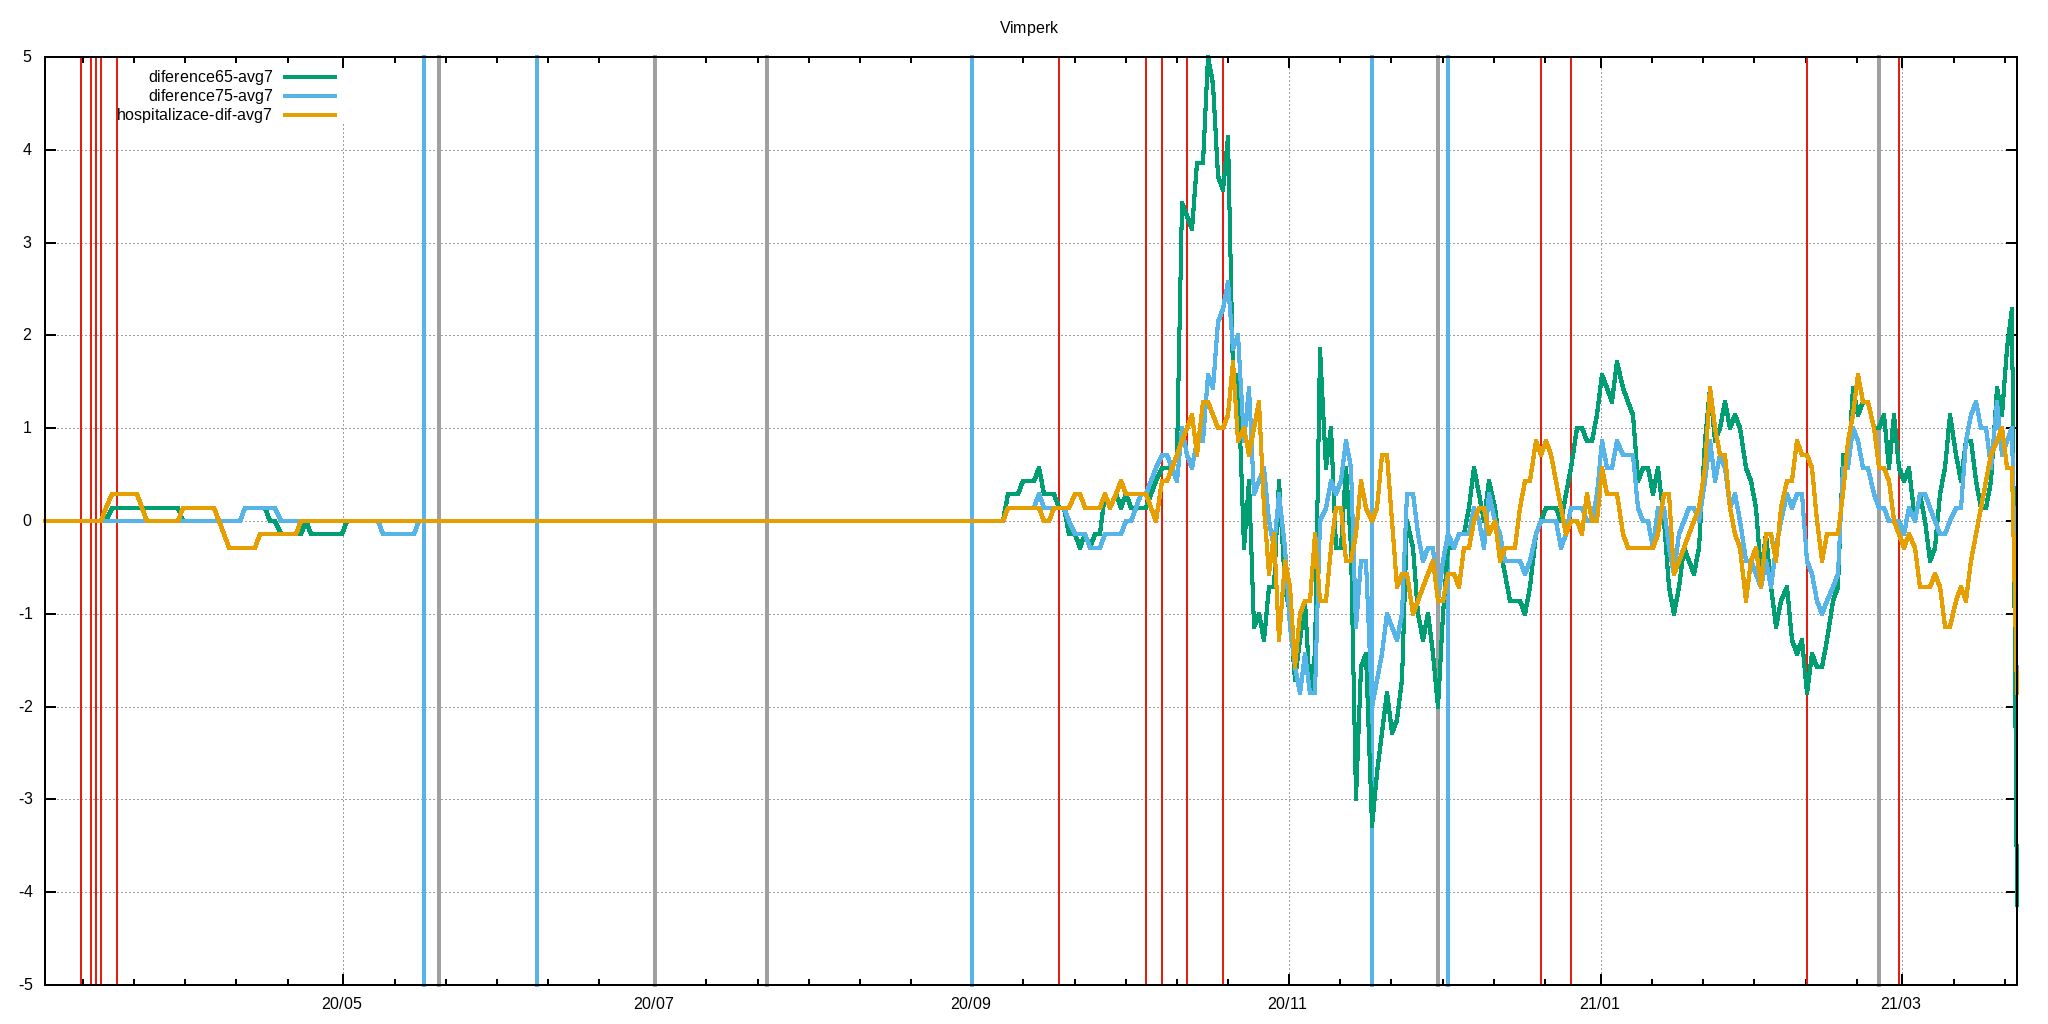 Vimperk
diference65-avg7
diference75-avg7
hospitalizace-dif-avg7
5
4
3
2
1
0
-1
-2
-3
-4
-5
20/05 20/07 20/09 20/11 21/01 21/03